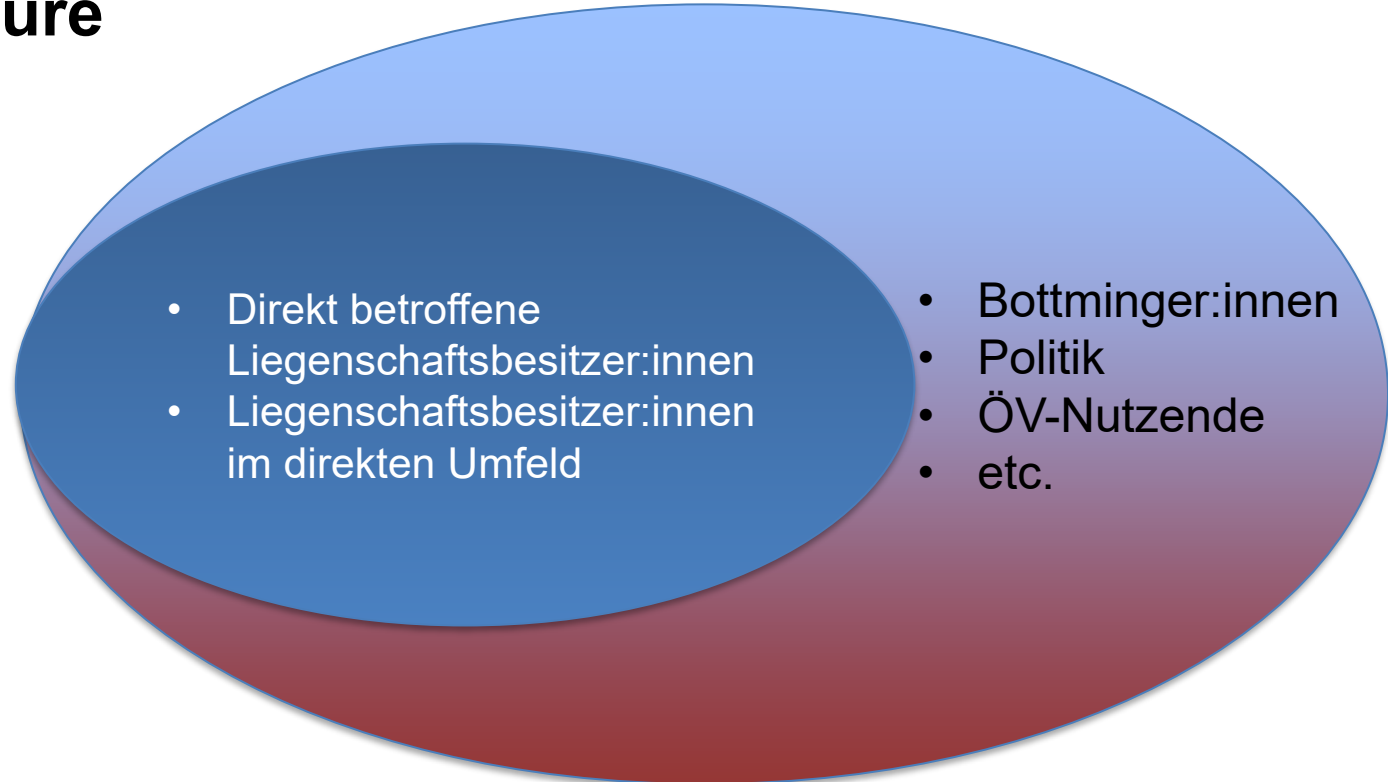 ure
• Direkt betroffene
Liegenschaftsbesitzer:innen
• Liegenschaftsbesitzer:innen
im direkten Umfeld
• Bottminger:innen
• Politik
• ÖV-Nutzende
• etc.